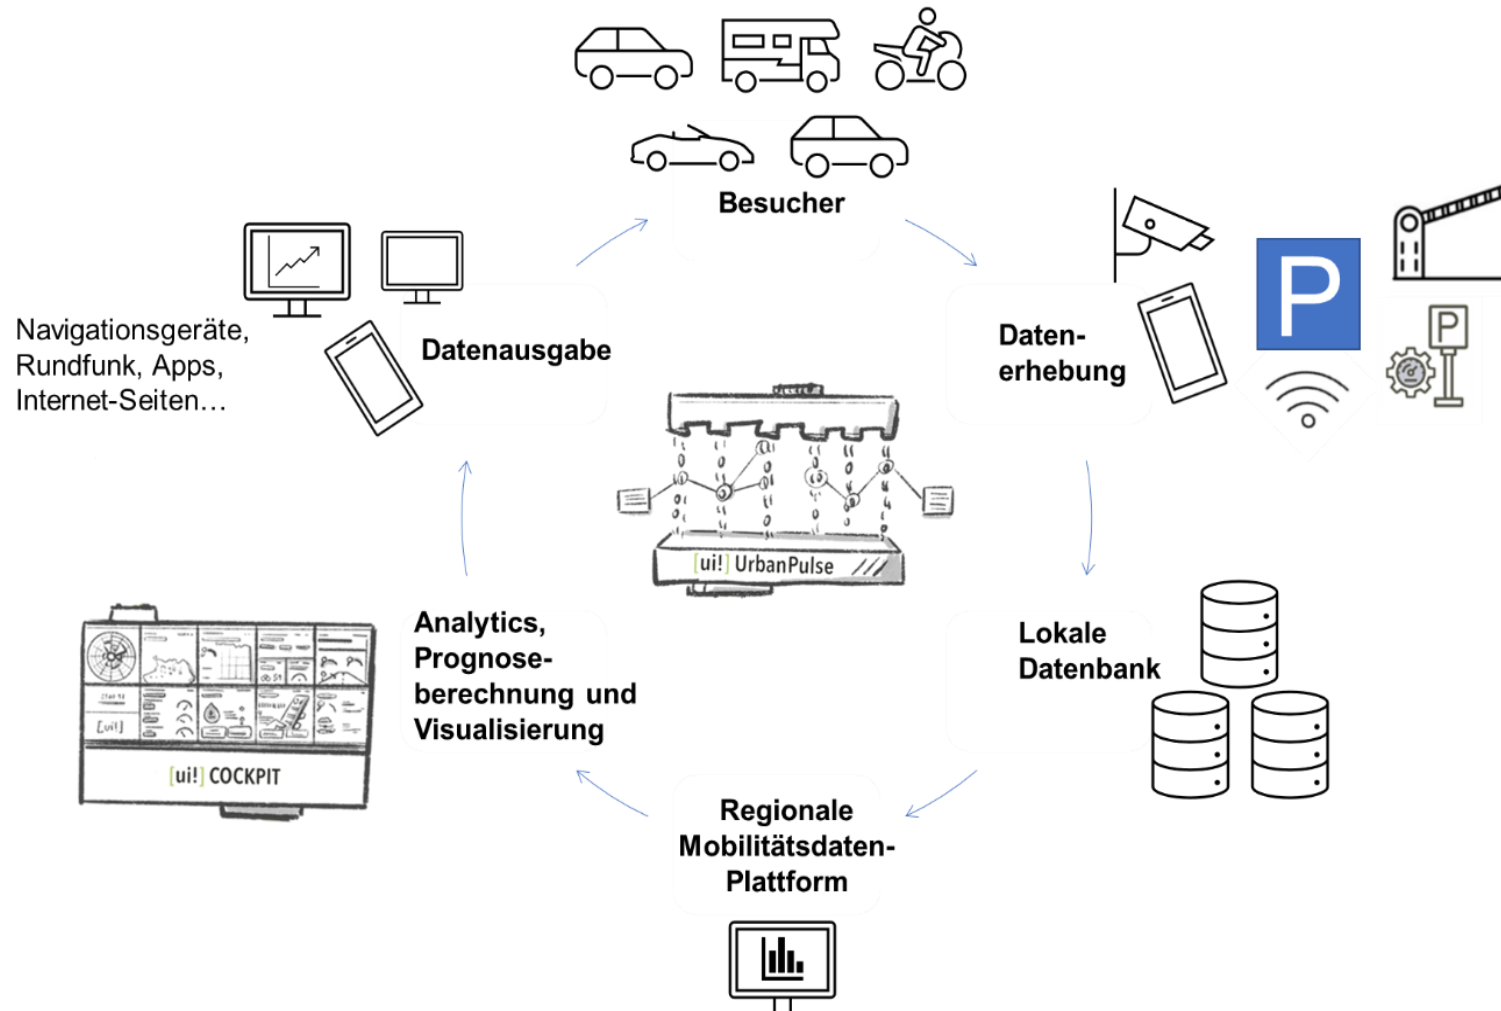 Besucher
P
P
Daten-
erhebung
Navigationsgeräte,
Rundfunk, Apps,
Internet-Seiten...
Datenausgabe
[ui!] UrbanPulse
Lokale
Datenbank
Analytics,
Prognose-
berechnung und
Visualisierung
[ui!]
[ui!] COCKPIT
Regionale
Mobilitätsdaten-
Plattform